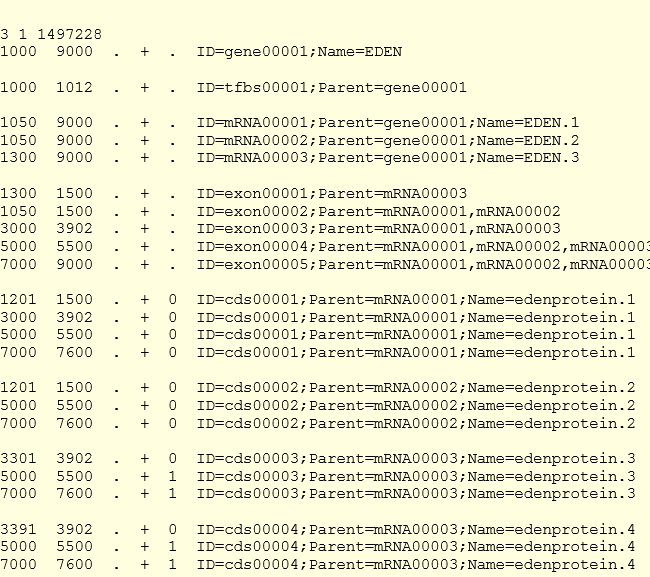 3 1 1497228
1000 9000 . + . ID=gene00001;Name=EDEN
1000 1012 . + . ID=tfbs00001;Parent=gene00001
1050 9000 . + . ID=mRNA00001;Parent=gene00001;Name=EDEN.1
1050 9000 . + . ID=mRNA00002;Parent=gene00001;Name=EDEN.2
1300 9000 . + . ID=mRNA00003;Parent=gene00001;Name=EDEN.3
1300 1500 . + . ID=exon00001;Parent=mRNA00003
1050 1500 . + . ID=exon00002;Parent=mRNA00001,mRNA00002
3000 3902 . + . ID=exon00003;Parent=mRNA00001,mRNA00003
5000 5500 . + . ID=exon00004;Parent=mRNA00001,mRNA00002,mRNA00003
7000 9000 . + . ID=exon00005;Parent=mRNA00001,mRNA00002,mRNA00003
1201 1500 . + 0 ID=cds00001;Parent=mRNA00001;Name=edenprotein.1
3000 3902 . + 0 ID=cds00001;Parent=mRNA00001;Name=edenprotein.1
5000 5500 . + 0 ID=cds00001;Parent=mRNA00001;Name=edenprotein.1
7000 7600 . + 0 ID=cds00001;Parent=mRNA00001;Name=edenprotein.1
1201 1500 . + 0 ID=cds00002;Parent=mRNA00002;Name=edenprotein.2
5000 5500 . + 0 ID=cds00002;Parent=mRNA00002;Name=edenprotein.2
7000 7600 . + 0 ID=cds00002;Parent=mRNA00002;Name=edenprotein.2
3301 3902 . + 0 ID=cds00003;Parent=mRNA00003;Name=edenprotein.3
5000 5500 . + 1 ID=cds00003;Parent=mRNA00003;Name=edenprotein.3
7000 7600 . + 1 ID=cds00003;Parent=mRNA00003;Name=edenprotein.3
3391 3902 . + 0 ID=cds00004;Parent=mRNA00003;Name=edenprotein.4
5000 5500 . + 1 ID=cds00004;Parent=mRNA00003;Name=edenprotein.4
7000 7600 . + 1 ID=cds00004;Parent=mRNA00003;Name=edenprotein.4